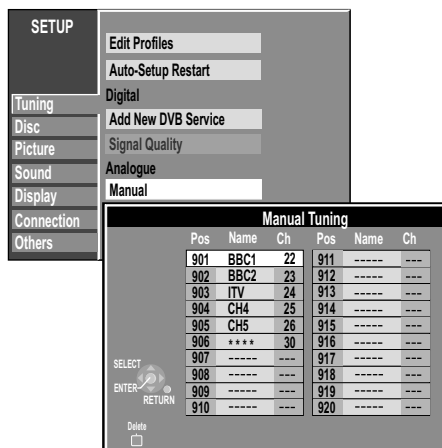 SETUP
Edit Profiles
Auto-Setup Restart
Digital
Add New DVB Service
Signal Quality
Analogue
Manual
Tuning
Disc
Picture
Sound
Display
Connection
Others
Manual Tuning
Pos Name Ch Pos Name Ch
901 BBC1 22 911 ----- ---
902 BBC2 23 912 ----- ---
903 ITV 24 913 ----- ---
904 CH4 25 914 ----- ---
905 CH5 26 915 ----- ---
906 **** 30 916 ----- ---
907 ----- --- 917 ----- ---
908 ----- --- 918 ----- ---
909 ----- --- 919 ----- ---
910 ----- --- 920 ----- ---
SELECT
ENTER
RETURN
Delete